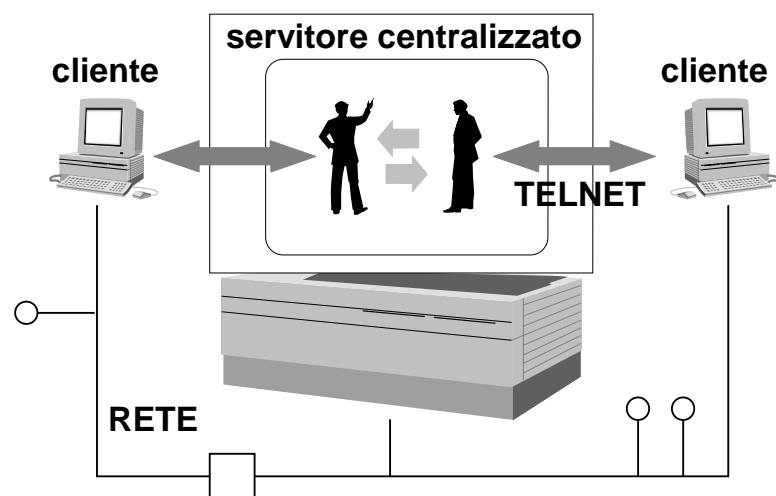 servitore centralizzato
cliente
cliente
TELNET
RETE